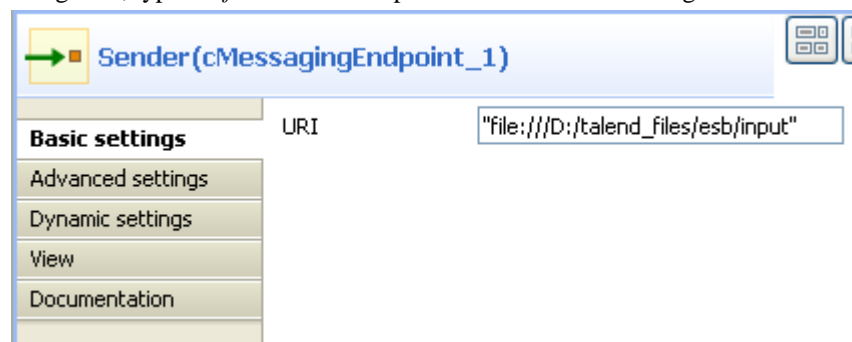 Sender(cMessagingEndpoint_1)
Basic settings
URI
"file:///D:/talend_files/esb/input"
Advanced settings
Dynamic settings
View
Documentation